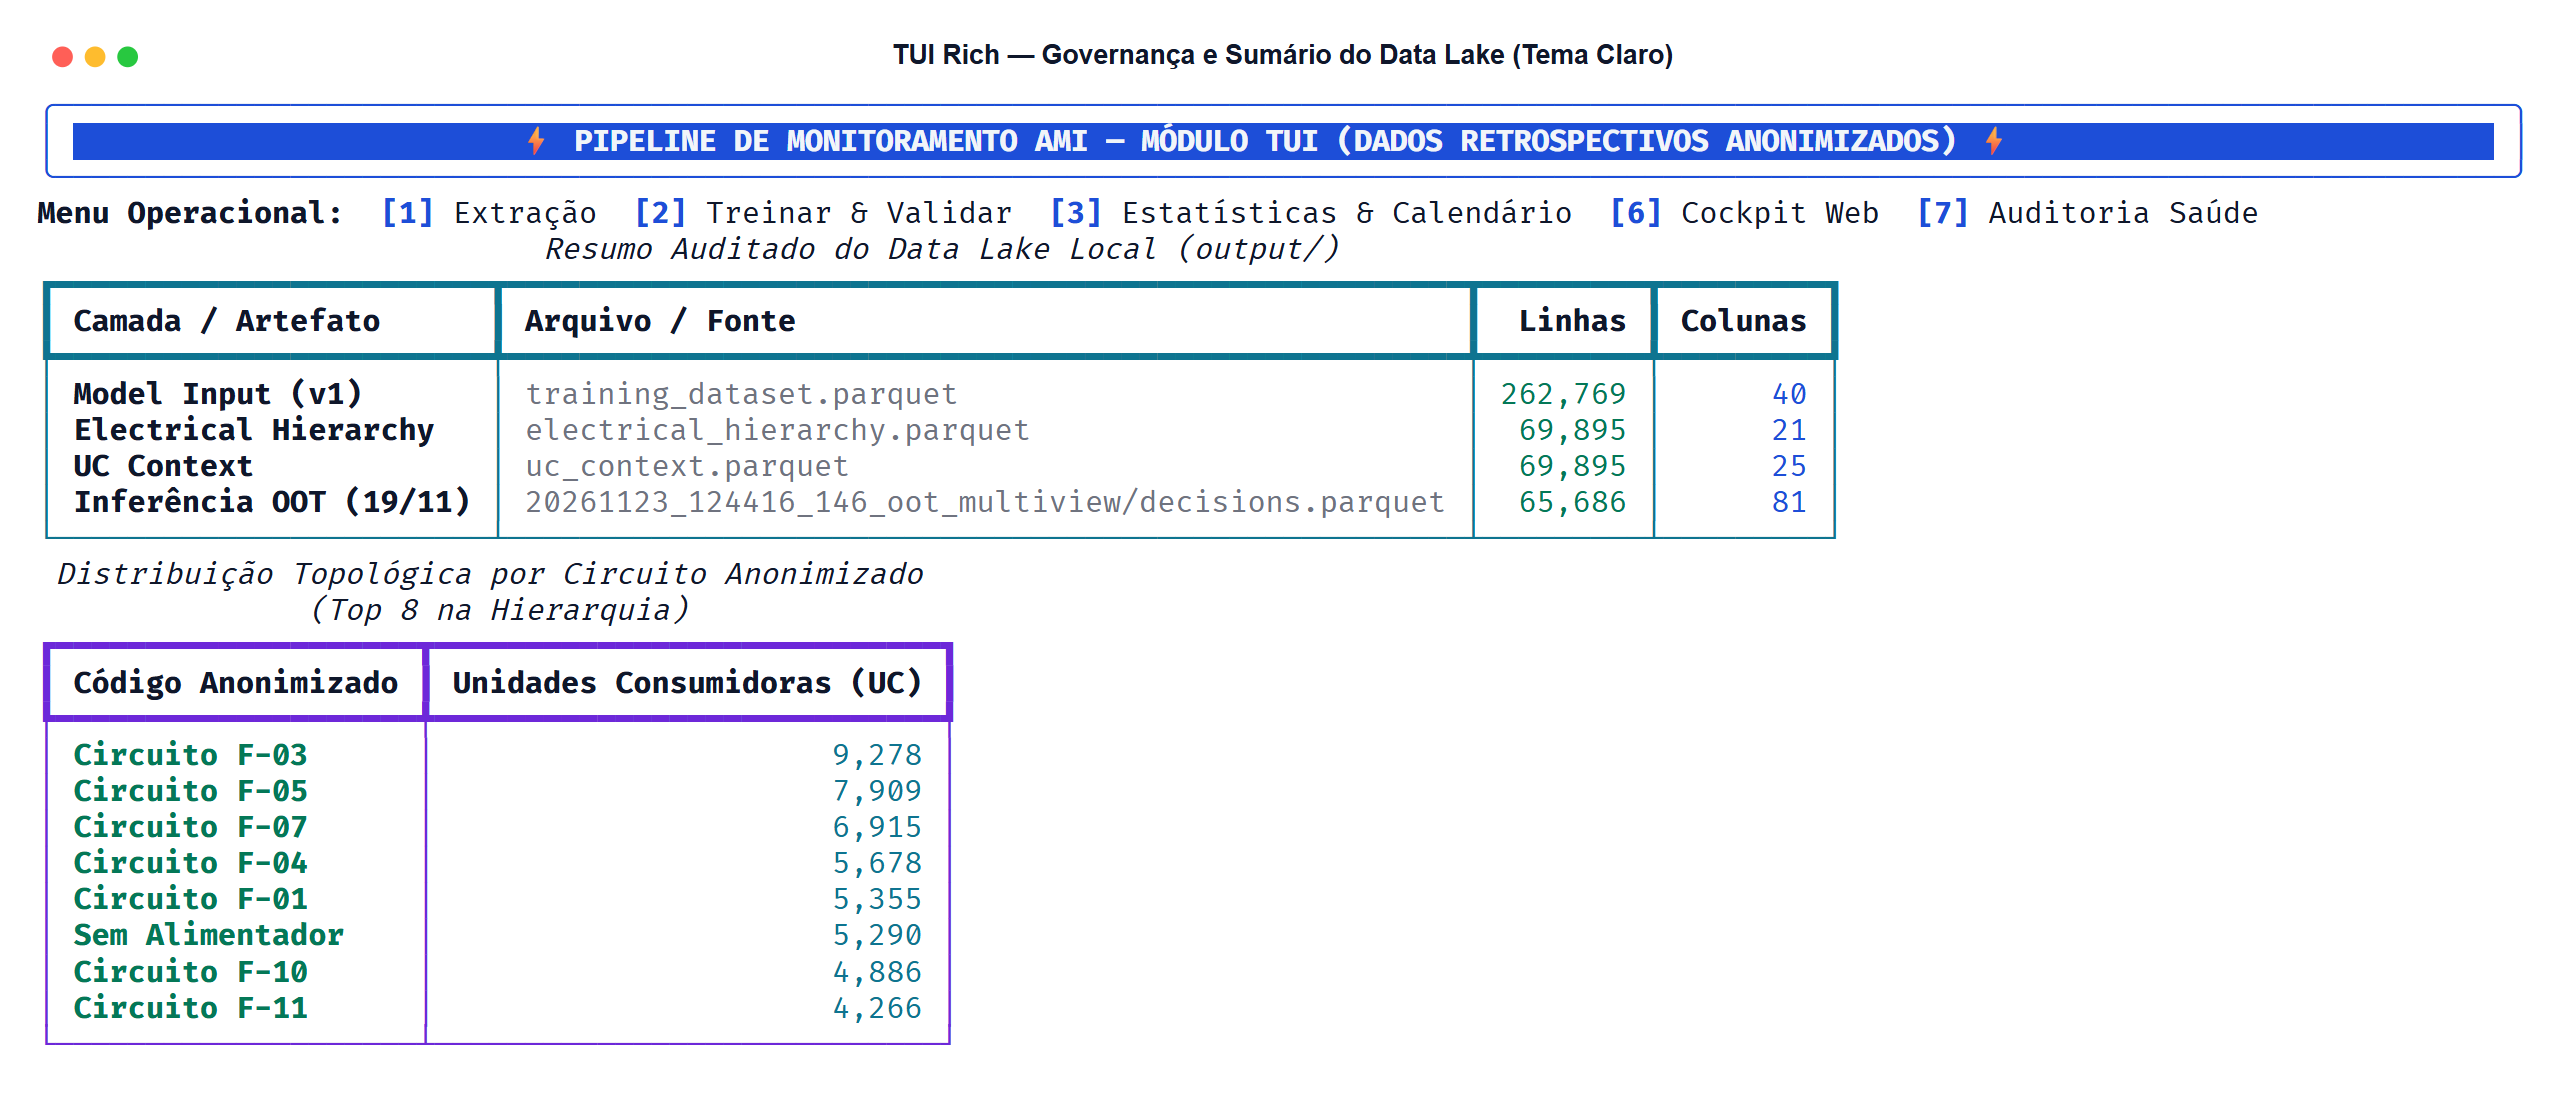 TUI Rich — Governança e Sumário do Data Lake (Tema Claro)
⚡ PIPELINE DE MONITORAMENTO AMI — MÓDULO TUI (DADOS RETROSPECTIVOS ANONIMIZADOS) ⚡
Menu Operacional: [1] Extração [2] Treinar & Validar [3] Estatísticas & Calendário [6] Cockpit Web [7] Auditoria Saúde
Resumo Auditado do Data Lake Local (output/)
Camada / Artefato Arquivo / Fonte Linhas Colunas
Model Input (v1) training_dataset.parquet 262,769 40
Electrical Hierarchy electrical_hierarchy.parquet 69,895 21
UC Context uc_context.parquet 69,895 25
Inferência OOT (19/11) 20261123_124416_146_oot_multiview/decisions.parquet 65,686 81
Distribuição Topológica por Circuito Anonimizado
(Top 8 na Hierarquia)
Código Anonimizado Unidades Consumidoras (UC)
Circuito F-03 9,278
Circuito F-05 7,909
Circuito F-07 6,915
Circuito F-04 5,678
Circuito F-01 5,355
Sem Alimentador 5,290
Circuito F-10 4,886
Circuito F-11 4,266